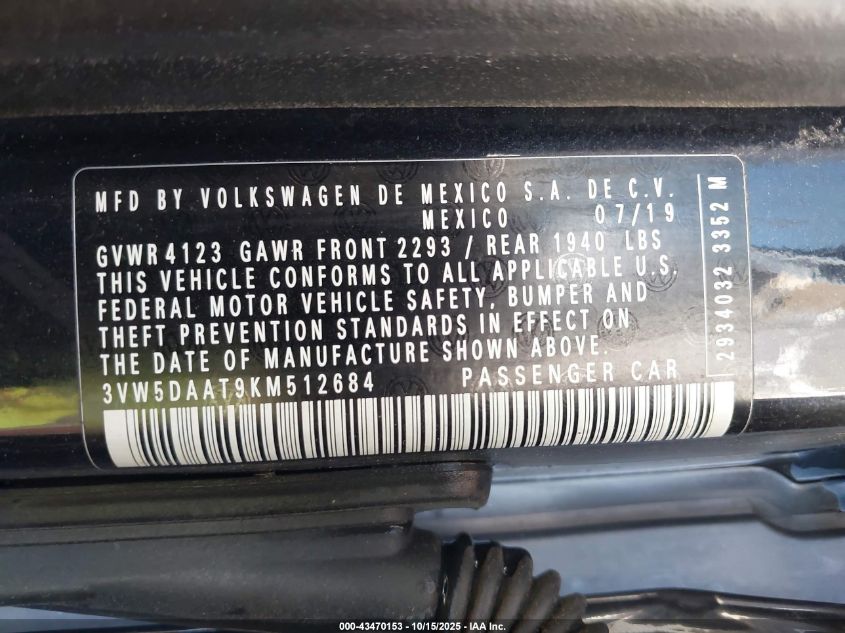 MFD BY VOLKSWAGEN DE MEXICO S.A. DE C.V.
MEXICO 07/19
GVWR 4123 GAWR FRONT 2293 / REAR 1940 LBS
THIS VEHICLE CONFORMS TO ALL APPLICABLE U.S.
FEDERAL MOTOR VEHICLE SAFETY, BUMPER AND
THEFT PREVENTION STANDARDS IN EFFECT ON
THE DATE OF MANUFACTURE SHOWN ABOVE.
3VW5DAAT9KM512684 PASSENGER CAR
2934032 3352 M
000-43470153 - 10/15/2025 - IAA Inc.